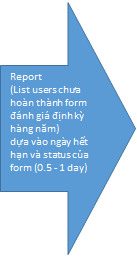 Report
(List users chưa
hoàn thành form
đánh giá định kỳ
hàng năm)
dựa vào ngày hết
hạn và status của
form (0.5 - 1 day)